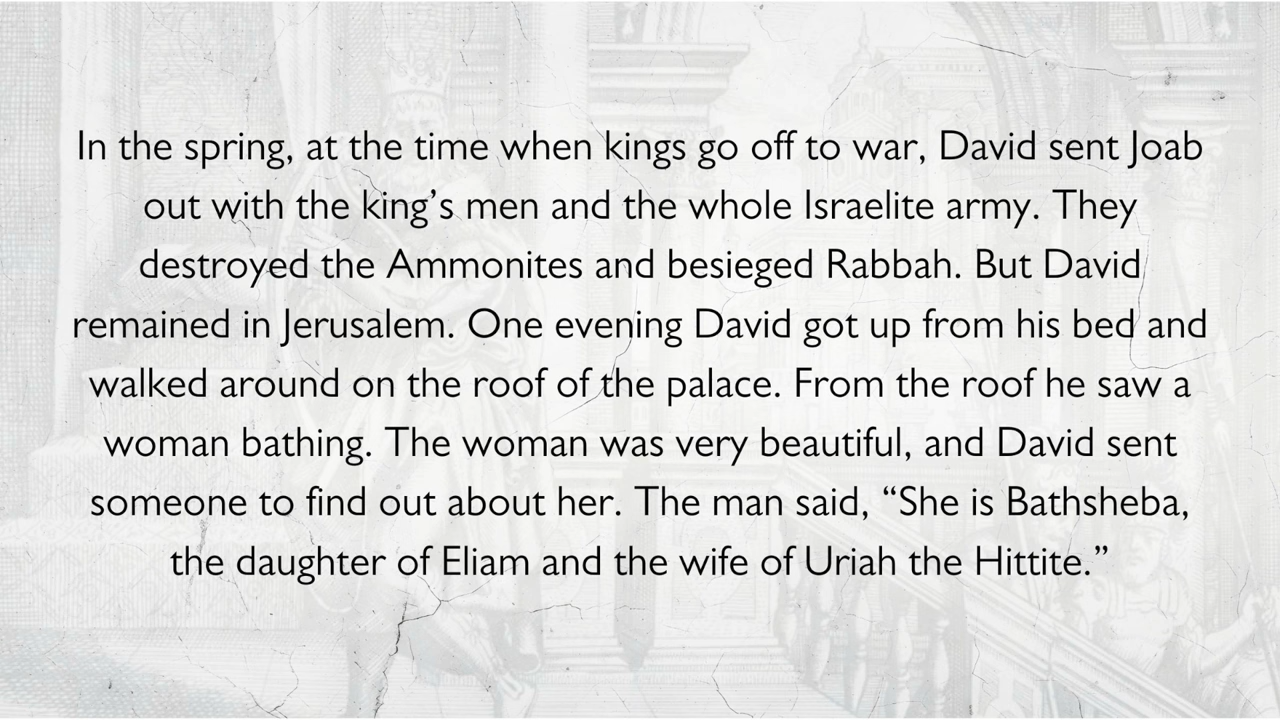 In the spring, at the time when kings go off to war, David sent Joab
out with the king’s men and the whole Israelite army. They
destroyed the Ammonites and besieged Rabbah. But David
remained in Jerusalem. One evening David got up from his bed and
walked around on the roof of the palace. From the roof he saw a
woman bathing. The woman was very beautiful, and David sent
someone to find out about her. The man said, “She is Bathsheba,
the daughter of Eliam and the wife of Uriah the Hittite.”